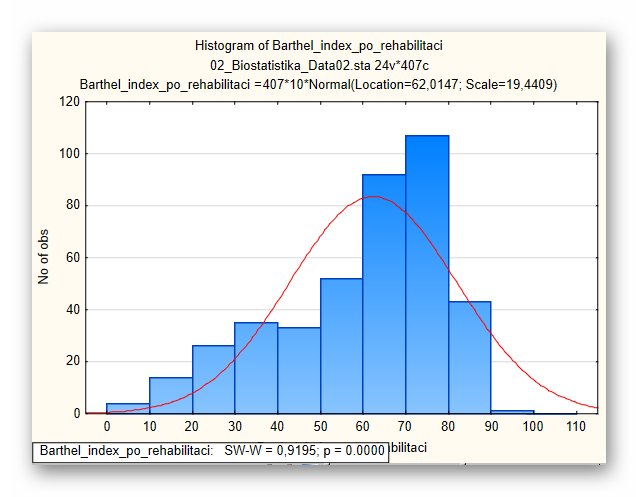 Histogram of Barthel_index_po_rehabilitaci
02_Biostatistika_Data02.sta 24v*407c
Barthel_index_po_rehabilitaci =407*10*Normal(Location=62,0147; Scale=19,4409)
120
100
80
60
40
20
0
No of obs
0 10 20 30 40 50 60 70 80 90 100 110
Barthel_index_po_rehabilitaci: SW-W = 0,9195; p = 0.0000
abilitaci